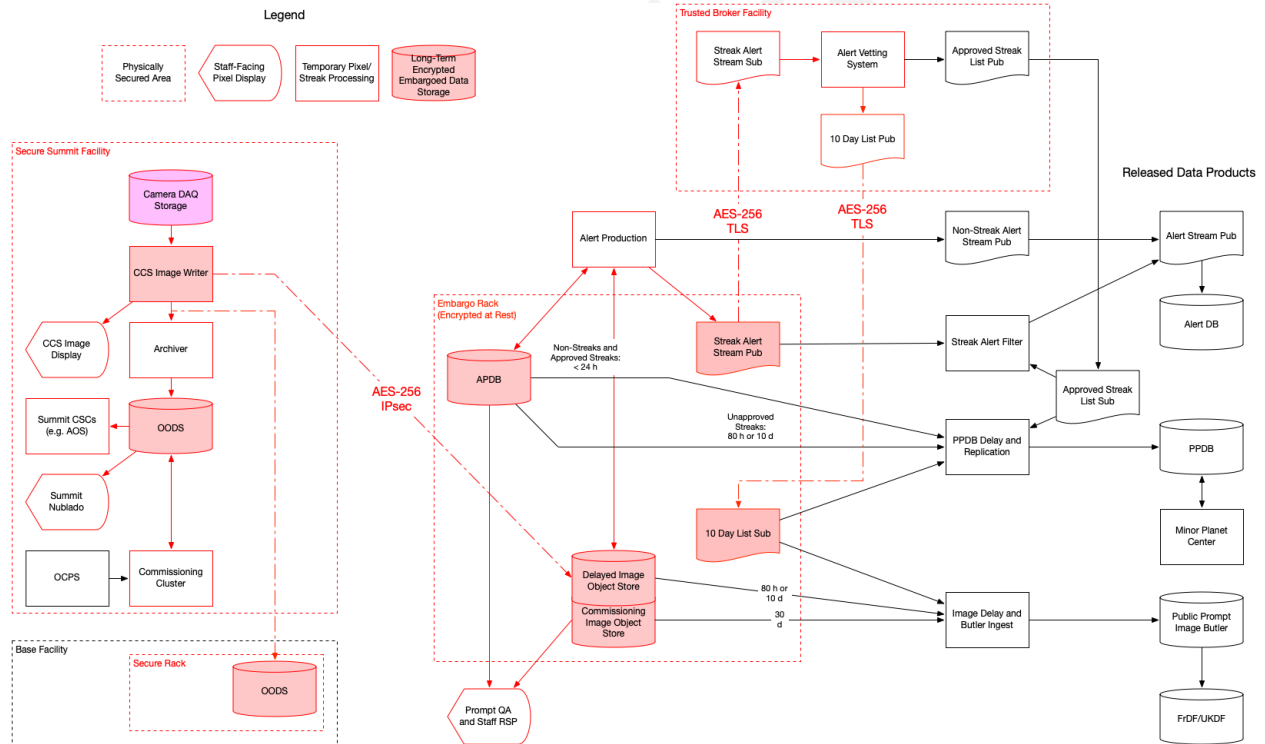 Legend
Physically
Secured Area
Staff-Facing
Pixel Display
Temporary Pixel/
Streak Processing
Long-Term
Encrypted
Embargoed Data
Storage
Trusted Broker Facility
Streak Alert
Stream Sub
Alert Vetting
System
Approved Streak
List Pub
10 Day List Pub
Secure Summit Facility
Camera DAQ
Storage
CCS Image Writer
CCS Image
Display
Archiver
Summit CSCs
(e.g. AOS)
OODS
Summit
Nublado
OCPS
Commissioning
Cluster
Base Facility
Secure Rack
OODS
AES-256
IPsec
AES-256
TLS
AES-256
TLS
Alert Production
Embargo Rack
(Encrypted at Rest)
APDB
Non-Streaks and
Approved Streaks:
< 24 h
Streak Alert
Stream Pub
Unapproved
Streaks:
80 h or 10 d
10 Day List Sub
Delayed Image
Object Store
Commissioning
Image Object
Store
80 h or
10 d
30
d
Prompt QA
and Staff RSP
Released Data Products
Non-Streak Alert
Stream Pub
Alert Stream Pub
Alert DB
Streak Alert Filter
Approved Streak
List Sub
PPDB Delay and
Replication
PPDB
Minor Planet
Center
Image Delay and
Butler Ingest
Public Prompt
Image Butler
FrDF/UKDF